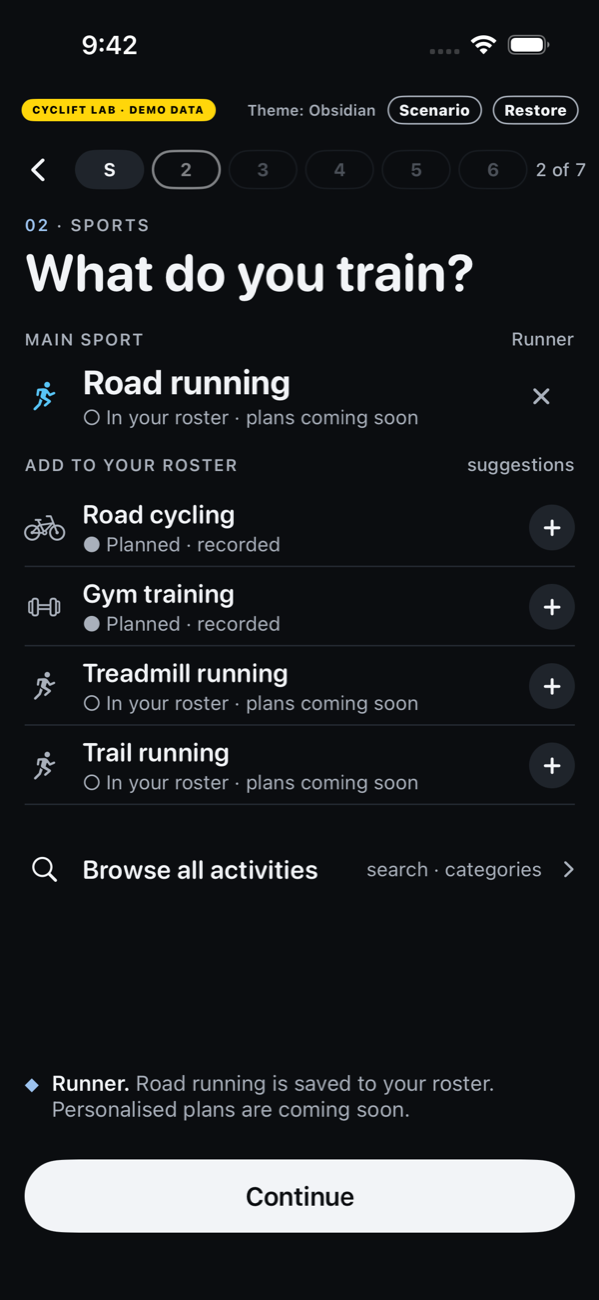 9:42
CYCLIFT LAB · DEMO DATA Theme: Obsidian Scenario Restore
S 2 3 4 5 6 2 of 7
02 · SPORTS
What do you train?
MAIN SPORT Runner
Road running
In your roster · plans coming soon
ADD TO YOUR ROSTER suggestions
Road cycling
Planned · recorded
Gym training
Planned · recorded
Treadmill running
In your roster · plans coming soon
Trail running
In your roster · plans coming soon
Browse all activities search · categories
Runner. Road running is saved to your roster.
Personalised plans are coming soon.
Continue